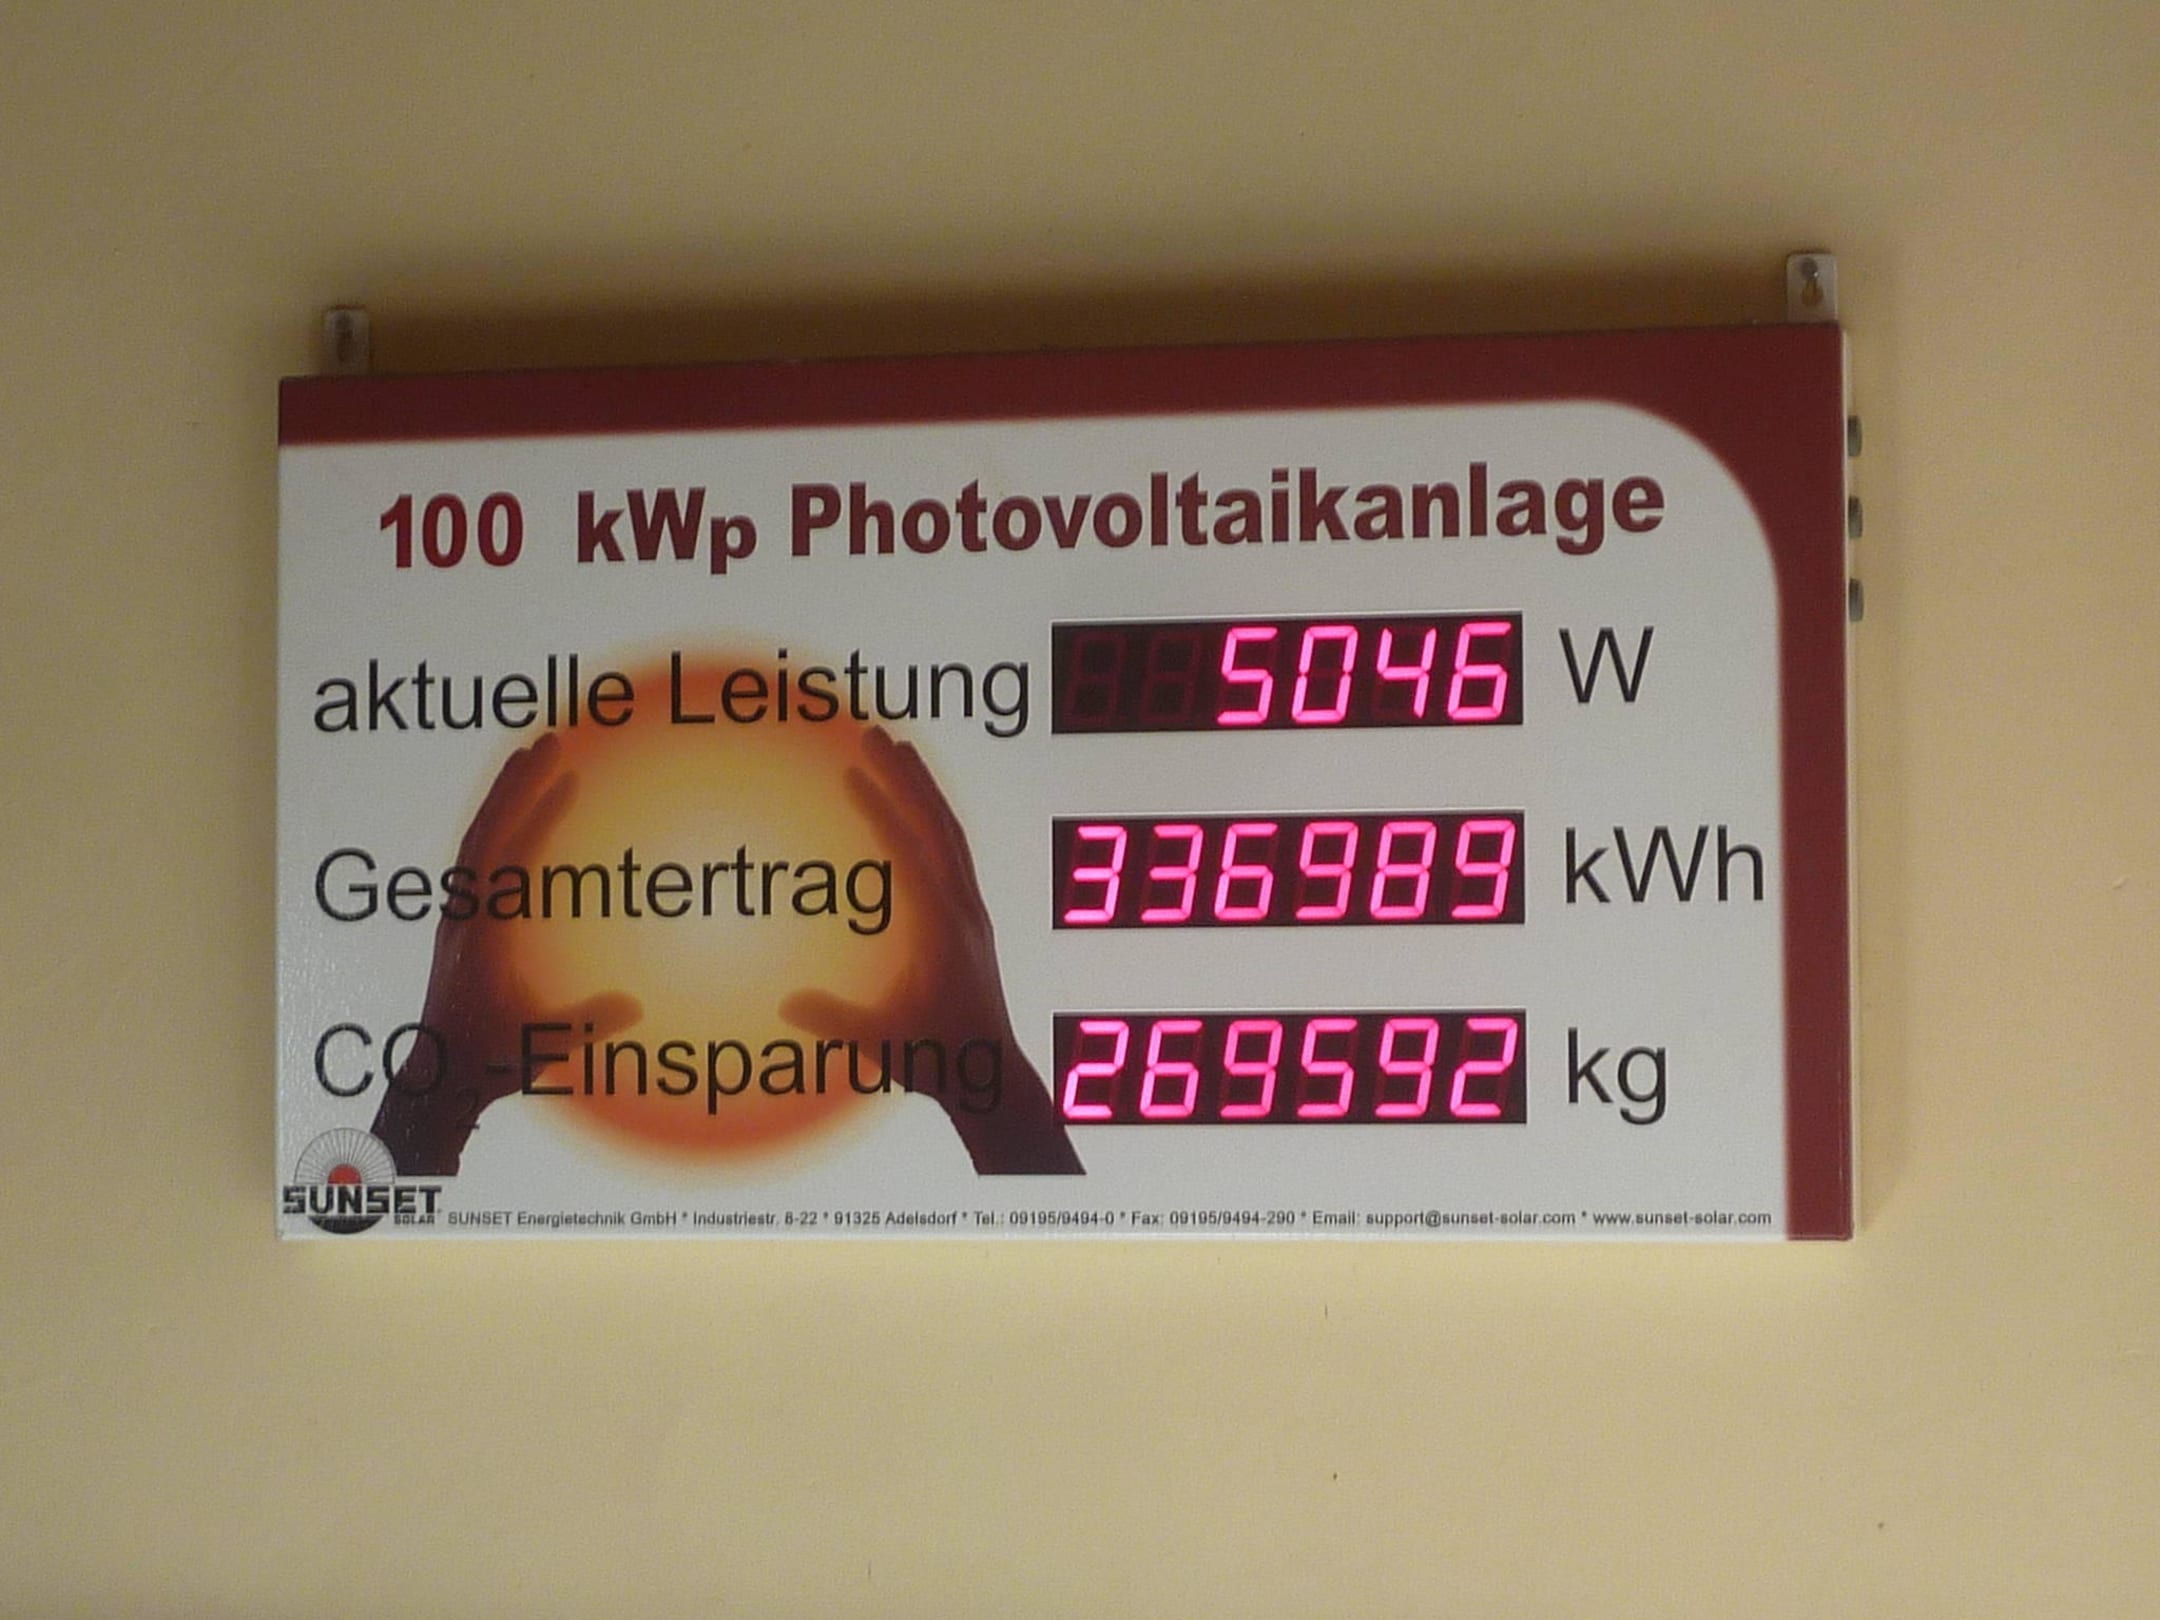 100 kWp Photovoltaikanlage
aktuelle Leistung 5046 W
Gesamtertrag 336989 kWh
CO₂-Einsparung 269592 kg
SUNSET
SOLAR
SUNSET Energietechnik GmbH * Industriestr. 8-22 * 91325 Adelsdorf * Tel.: 09195/9494-0 * Fax: 09195/9494-290 * Email: support@sunset-solar.com * www.sunset-solar.com